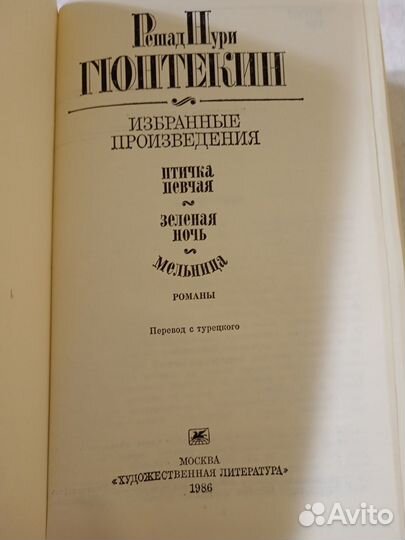 Решад Нури
ГЮНТЕКИН
ИЗБРАННЫЕ
ПРОИЗВЕДЕНИЯ
ПТИЧКА
ПЕВЧАЯ
ЗЕЛЕНАЯ
НОЧЬ
МЕЛЬНИЦА
РОМАНЫ
Перевод с турецкого
МОСКВА
«ХУДОЖЕСТВЕННАЯ ЛИТЕРАТУРА»
1986
Avito